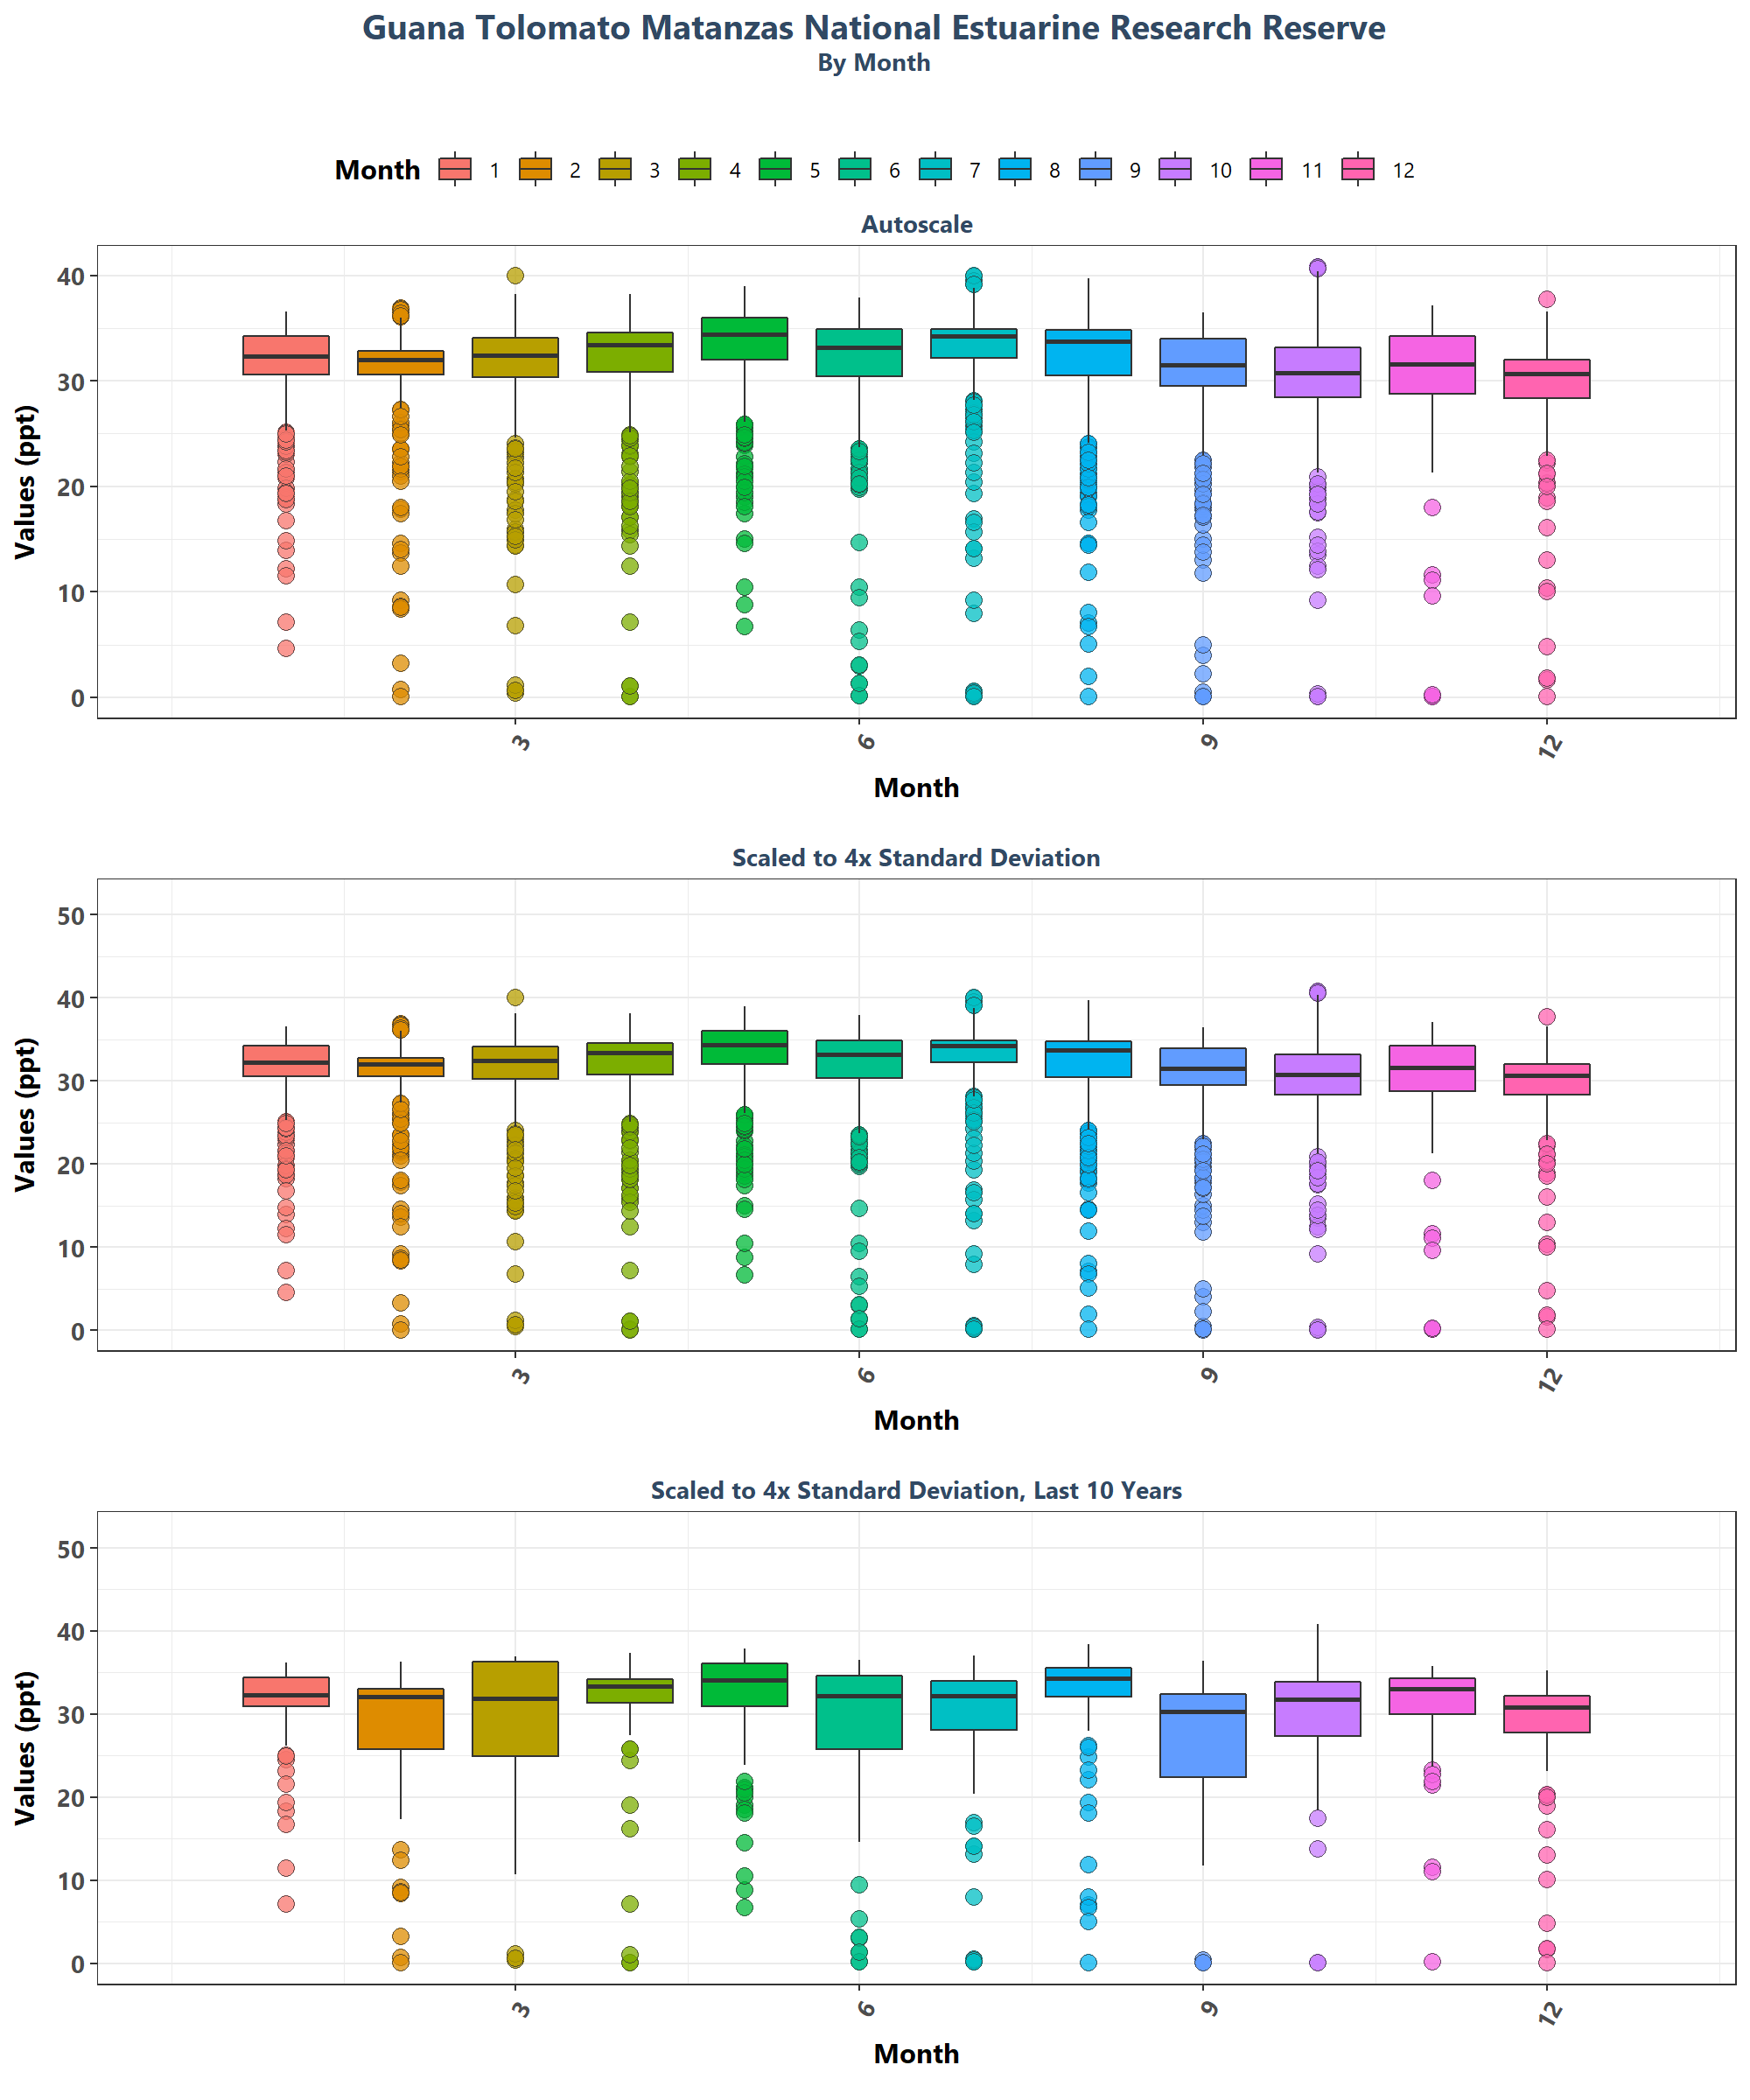 Guana Tolomato Matanzas National Estuarine Research Reserve
By Month
Month 1 2 3 4 5 6 7 8 9 10 11 12
Autoscale
Values (ppt)
40
30
20
10
0
3 6 9 12
Month
Scaled to 4x Standard Deviation
Values (ppt)
50
40
30
20
10
0
3 6 9 12
Month
Scaled to 4x Standard Deviation, Last 10 Years
Values (ppt)
50
40
30
20
10
0
3 6 9 12
Month